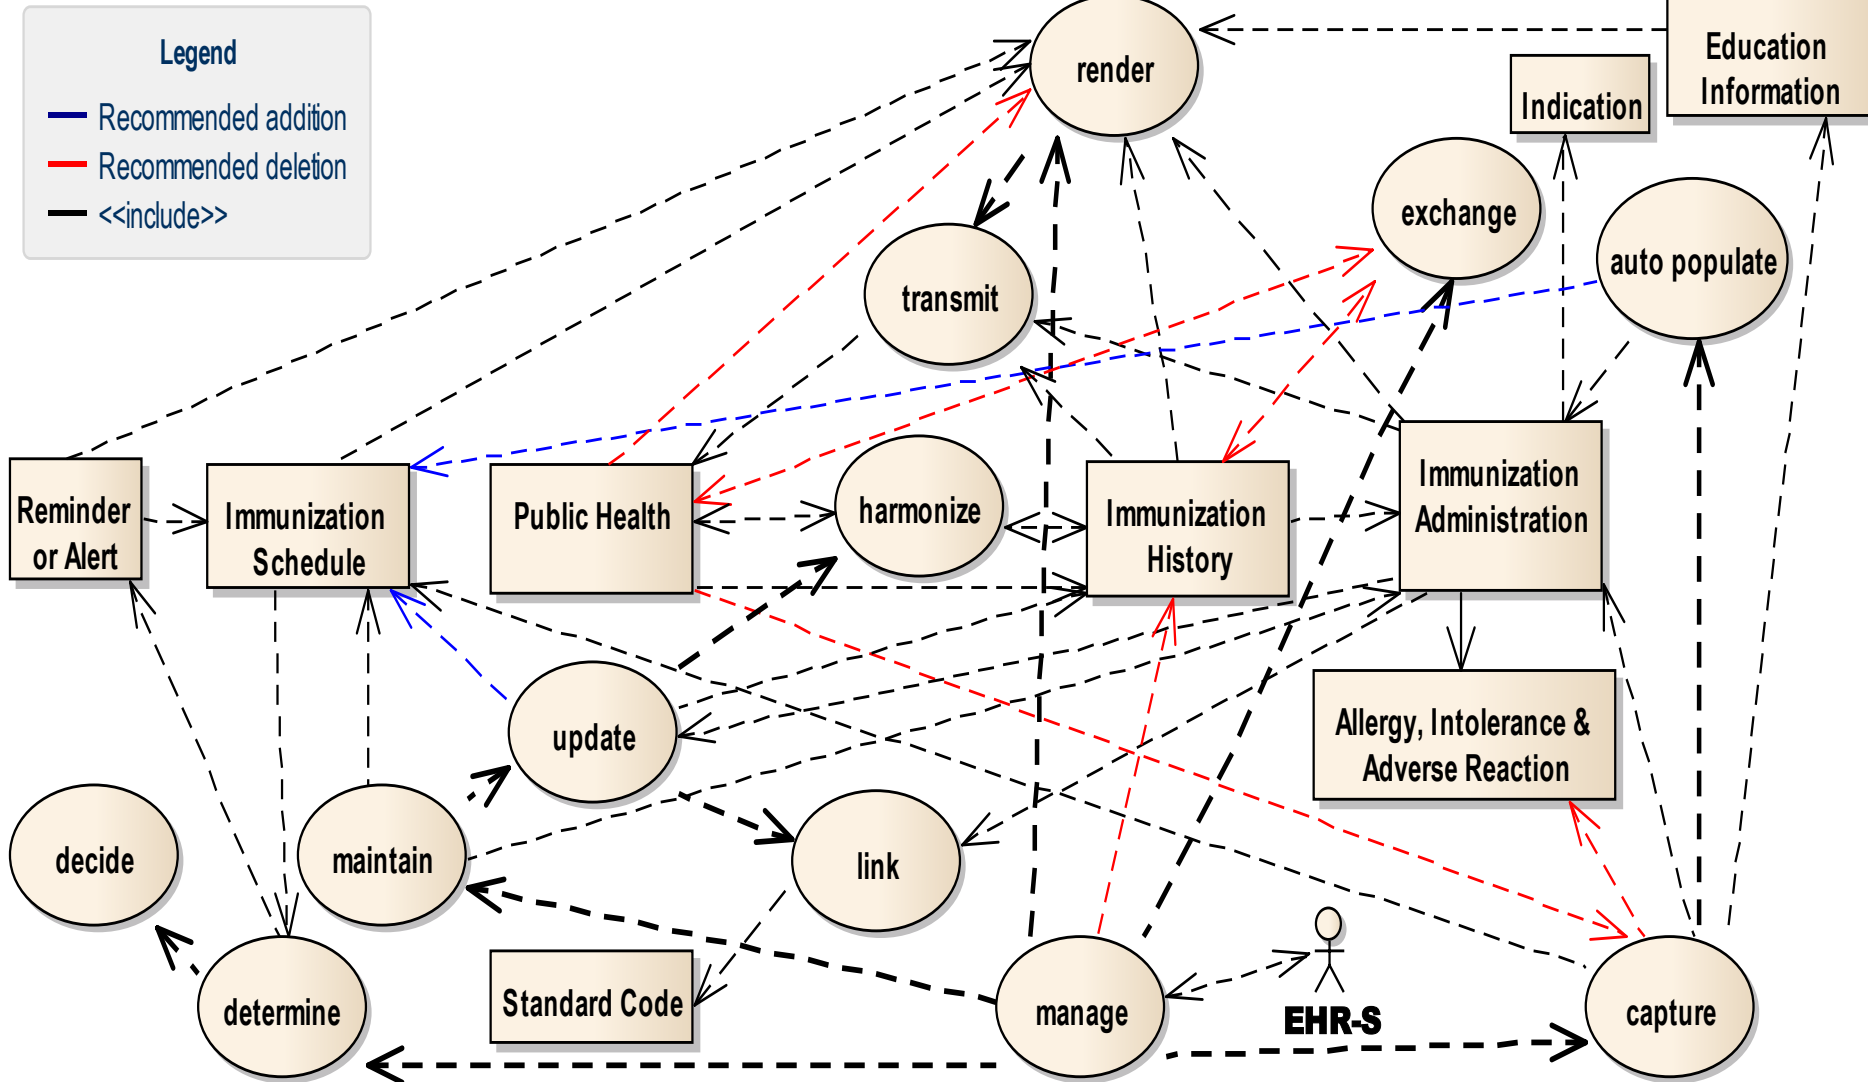 Legend
Recommended addition
Recommended deletion
<<include>>
render
Education
Information
Indication
exchange
auto populate
transmit
Reminder
or Alert
Immunization
Schedule
Public Health
harmonize
Immunization
History
Immunization
Administration
update
Allergy, Intolerance &
Adverse Reaction
decide
maintain
link
determine
Standard Code
manage
EHR-S
capture